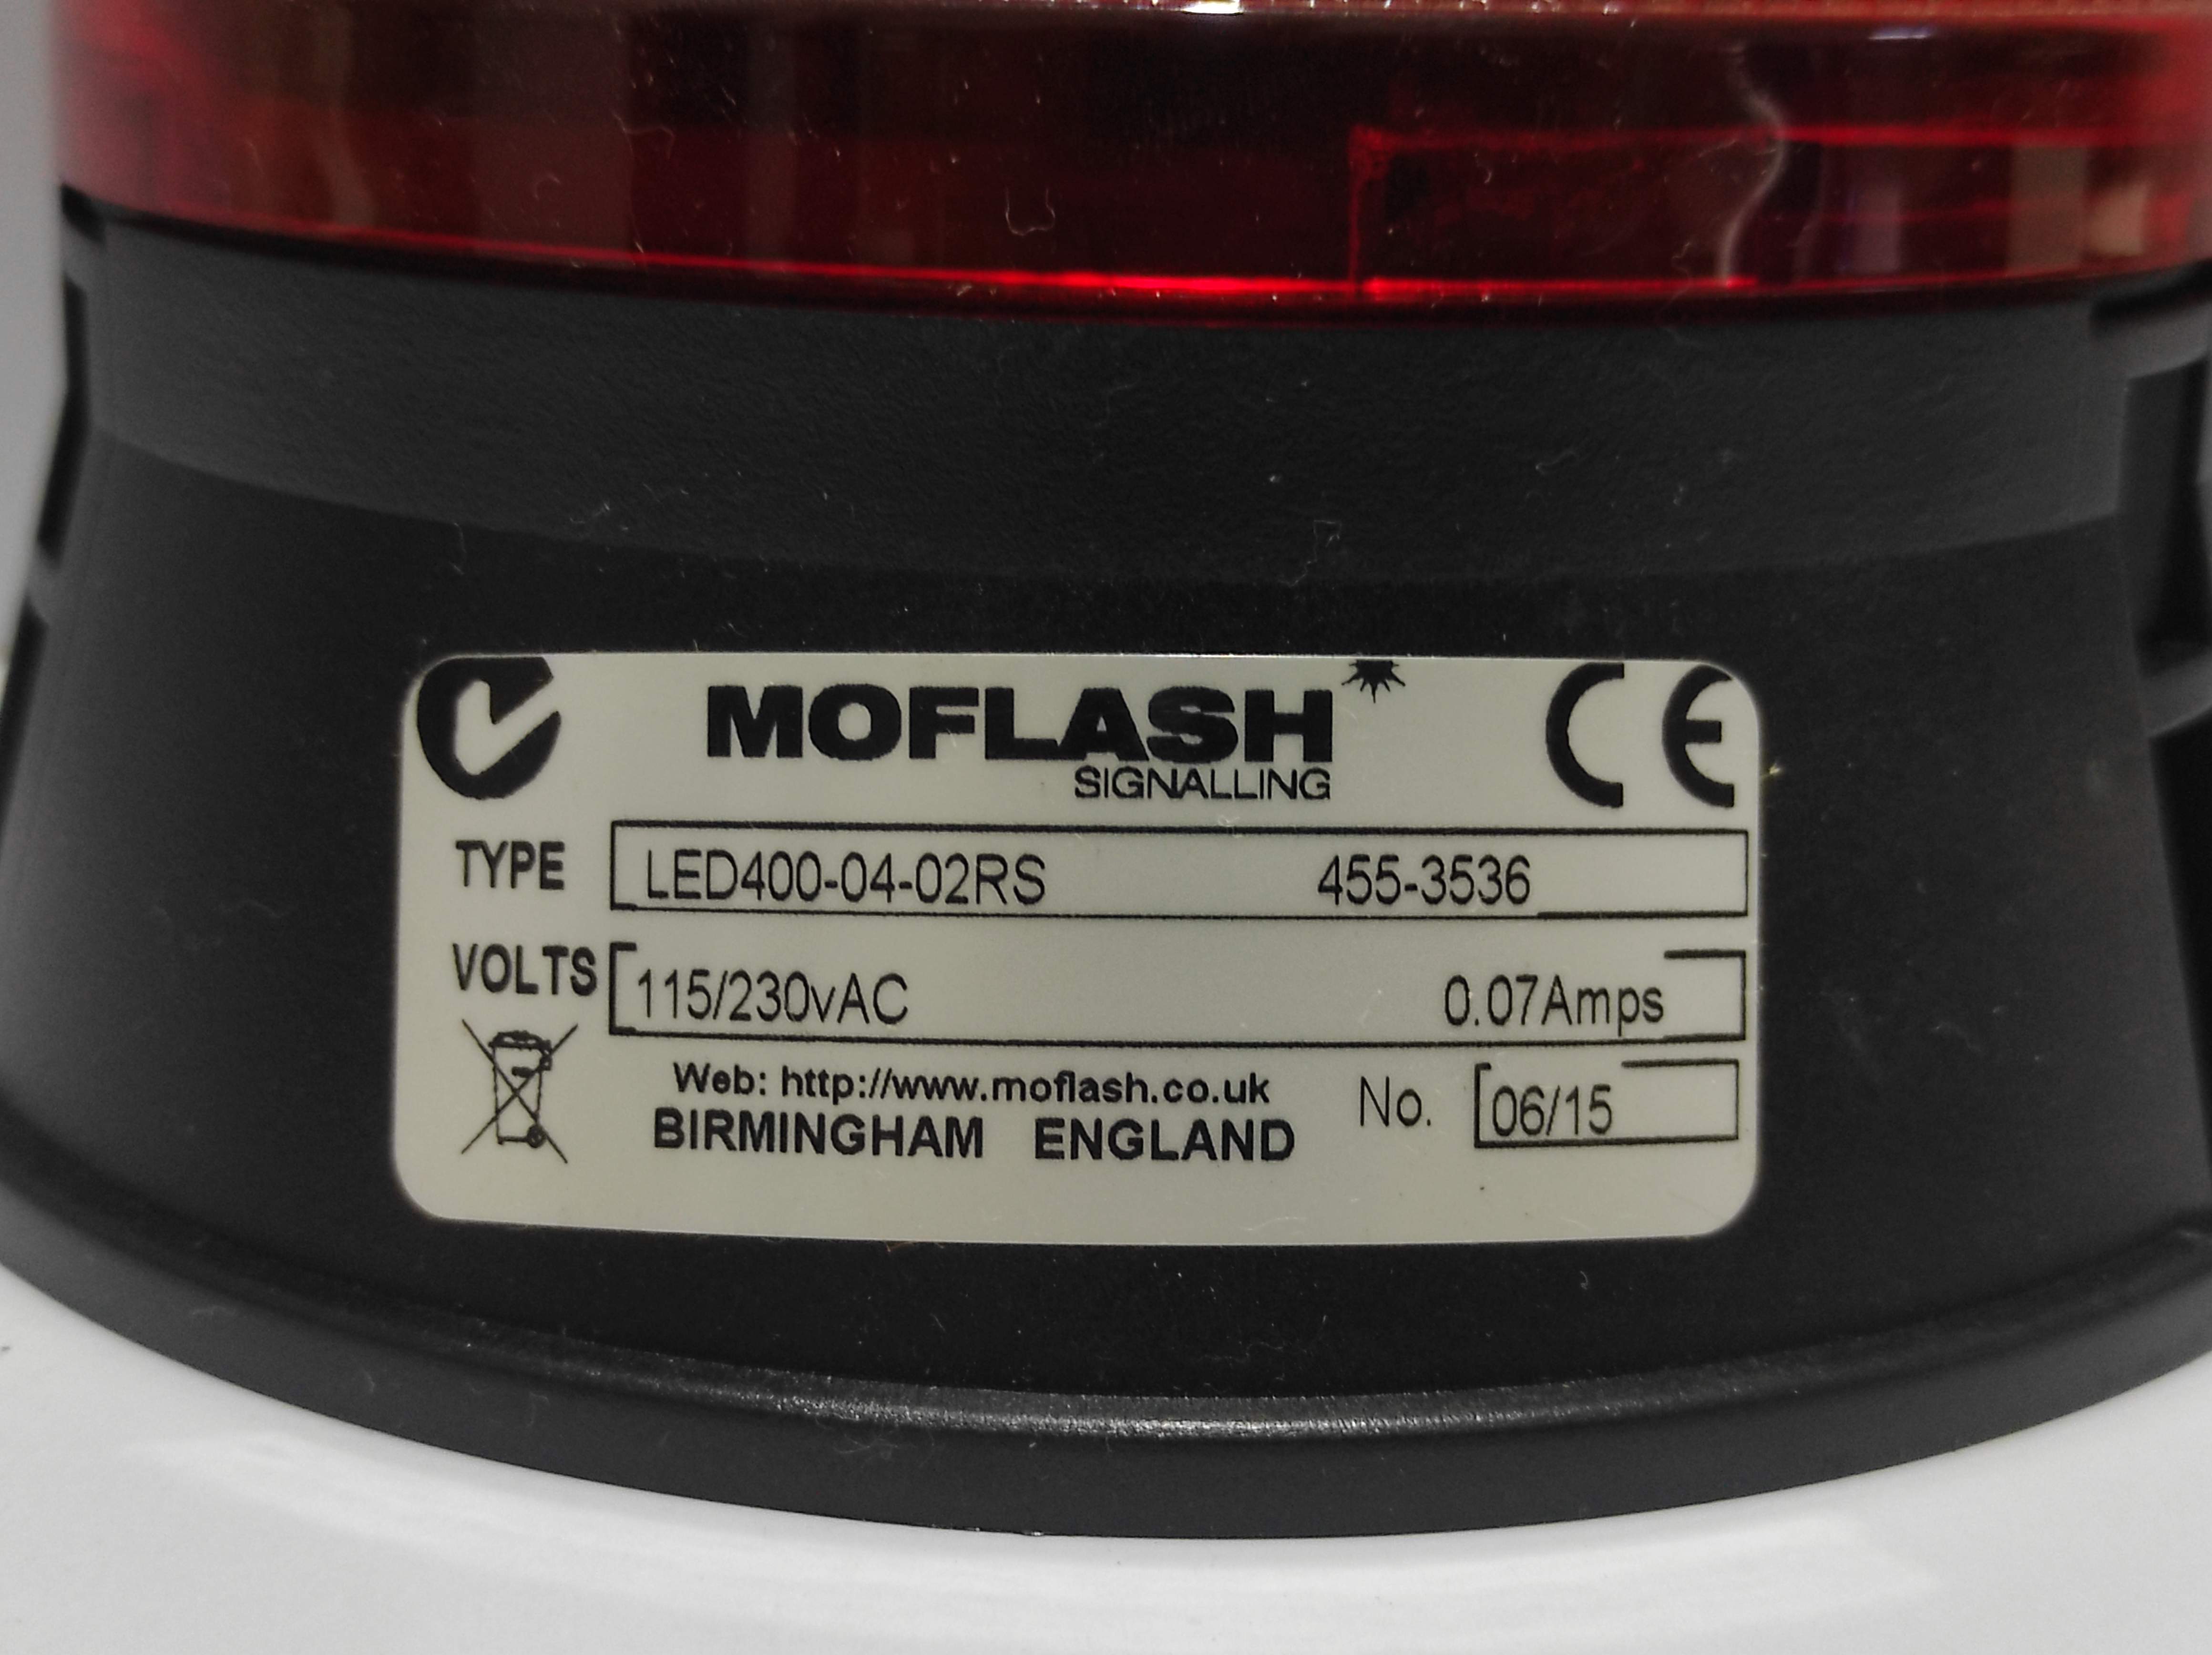 MOFLASH
SIGNALLING
CE
TYPE LED400-04-02RS 455-3536
VOLTS 115/230vAC 0.07Amps
Web: http://www.moflash.co.uk
BIRMINGHAM ENGLAND
No. 06/15